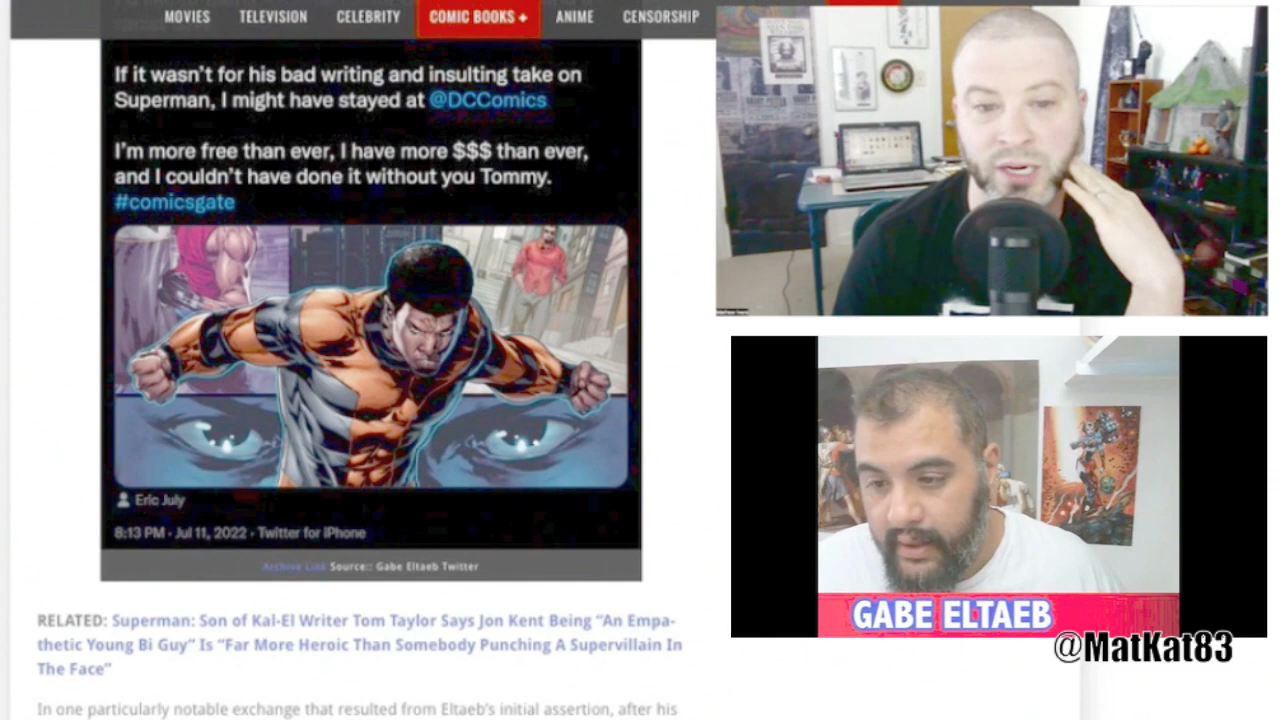 MOVIES TELEVISION CELEBRITY COMIC BOOKS + ANIME CENSORSHIP
If it wasn't for his bad writing and insulting take on
Superman, I might have stayed at @DCComics
I'm more free than ever, I have more $$$ than ever,
and I couldn't have done it without you Tommy.
#comicsgate
Eric July
8:13 PM · Jul 11, 2022 · Twitter for iPhone
Archive Link Source:: Gabe Eltaeb Twitter
RELATED: Superman: Son of Kal-El Writer Tom Taylor Says Jon Kent Being “An Empa-
thetic Young Bi Guy” Is “Far More Heroic Than Somebody Punching A Supervillain In
The Face”
In one particularly notable exchange that resulted from Eltaeb's initial assertion, after his
GABE ELTAEB
@MatKat83